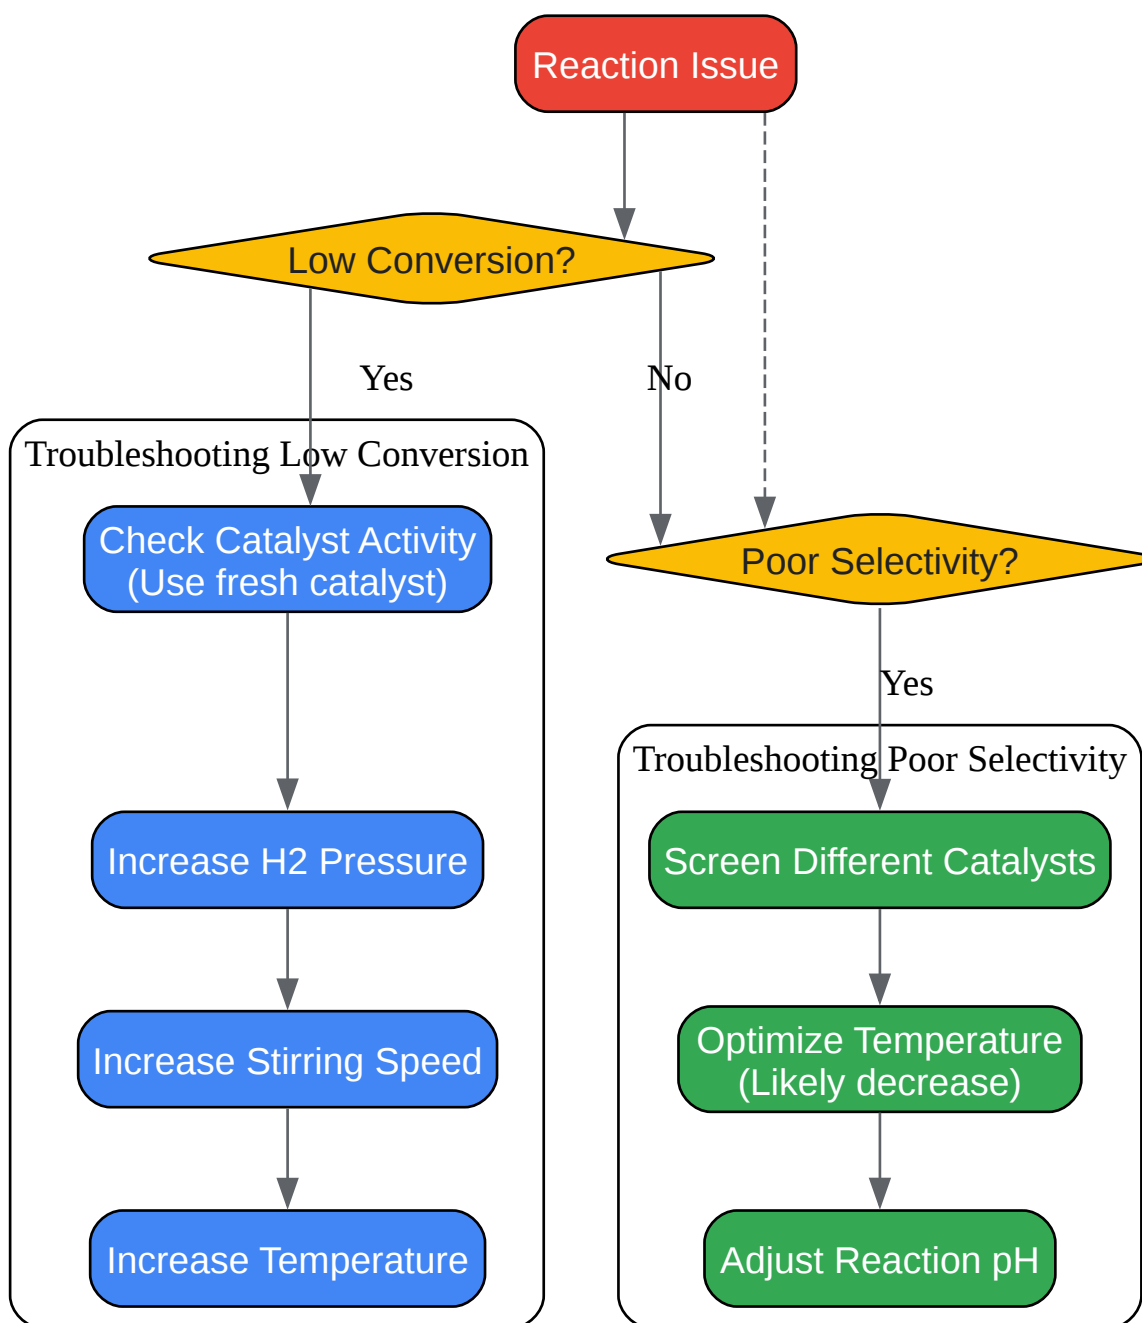 Reaction Issue
Low Conversion?
Yes
No
Troubleshooting Low Conversion
Check Catalyst Activity
(Use fresh catalyst)
Increase H2 Pressure
Increase Stirring Speed
Increase Temperature
Poor Selectivity?
Yes
Troubleshooting Poor Selectivity
Screen Different Catalysts
Optimize Temperature
(Likely decrease)
Adjust Reaction pH